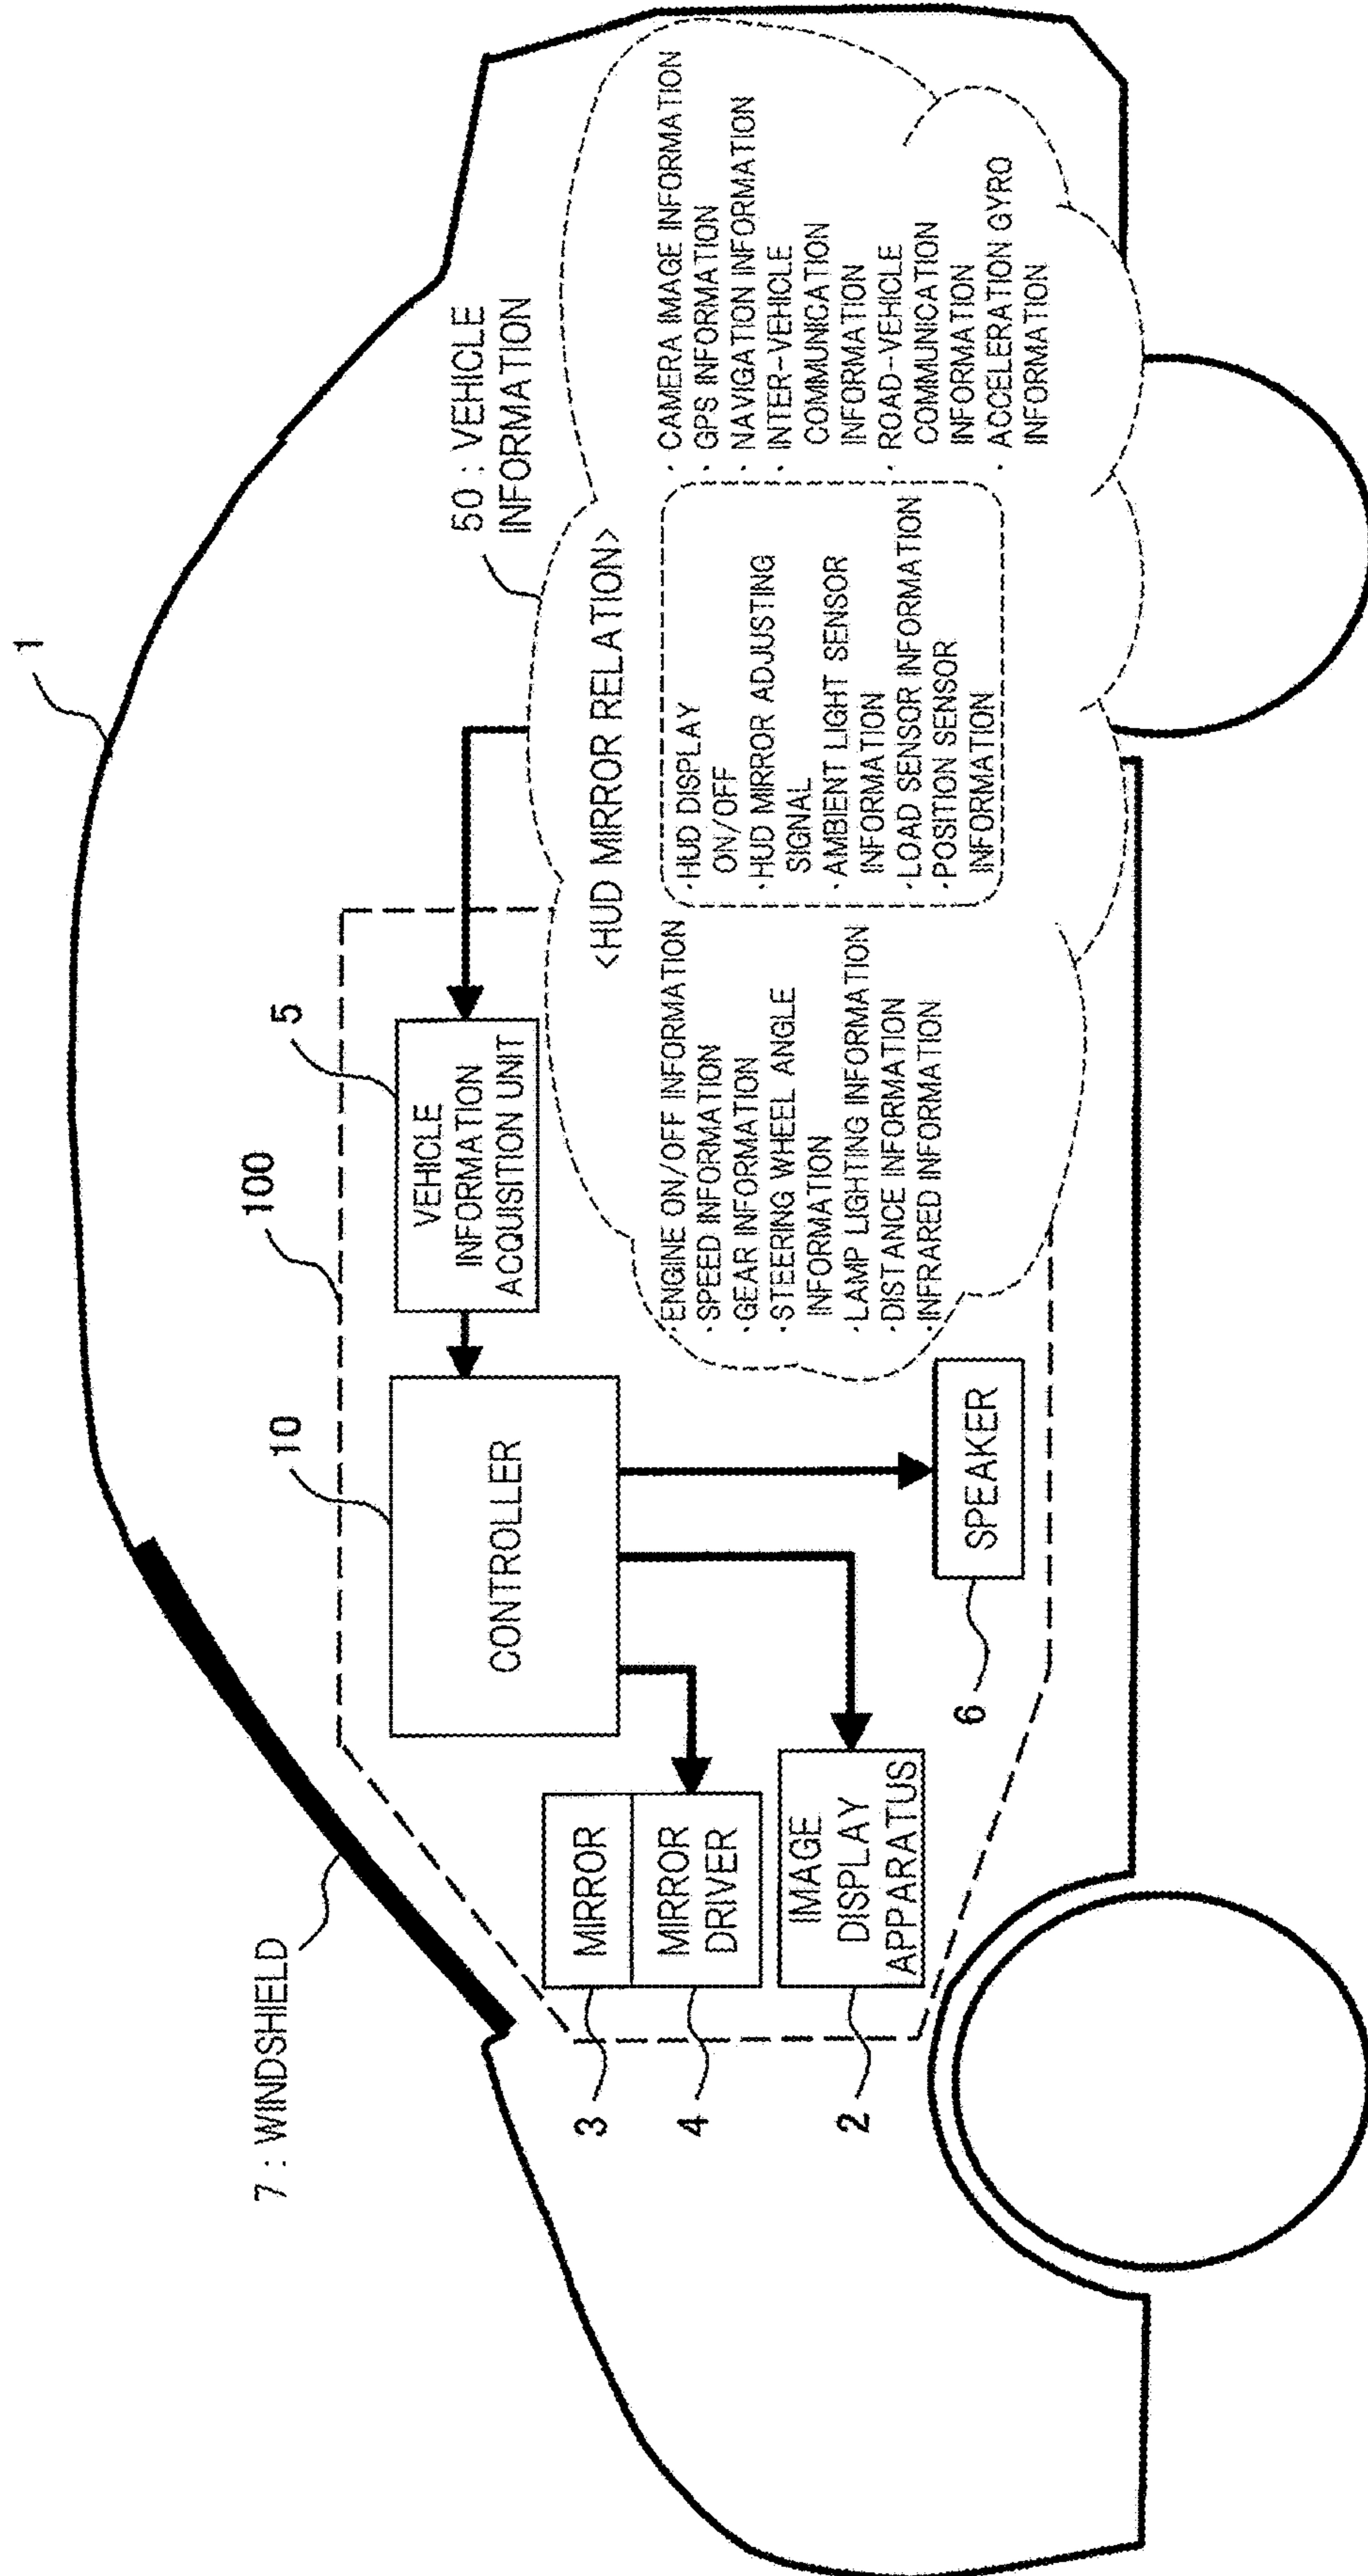 1
7 : WINDSHIELD
100
10
5
50 : VEHICLE
INFORMATION
CONTROLLER
VEHICLE
INFORMATION
ACQUISITION UNIT
3
MIRROR
4
MIRROR
DRIVER
2
IMAGE
DISPLAY
APPARATUS
6
SPEAKER
<HUD MIRROR RELATION>
·ENGINE ON/OFF INFORMATION
·SPEED INFORMATION
·GEAR INFORMATION
·STEERING WHEEL ANGLE
INFORMATION
·LAMP LIGHTING INFORMATION
·DISTANCE INFORMATION
·INFRARED INFORMATION
·HUD DISPLAY
ON/OFF
·HUD MIRROR ADJUSTING
SIGNAL
·AMBIENT LIGHT SENSOR
INFORMATION
·LOAD SENSOR INFORMATION
·POSITION SENSOR
INFORMATION
·CAMERA IMAGE INFORMATION
·GPS INFORMATION
·NAVIGATION INFORMATION
·INTER-VEHICLE
COMMUNICATION
INFORMATION
·ROAD-VEHICLE
COMMUNICATION
INFORMATION
·ACCELERATION GYRO
INFORMATION